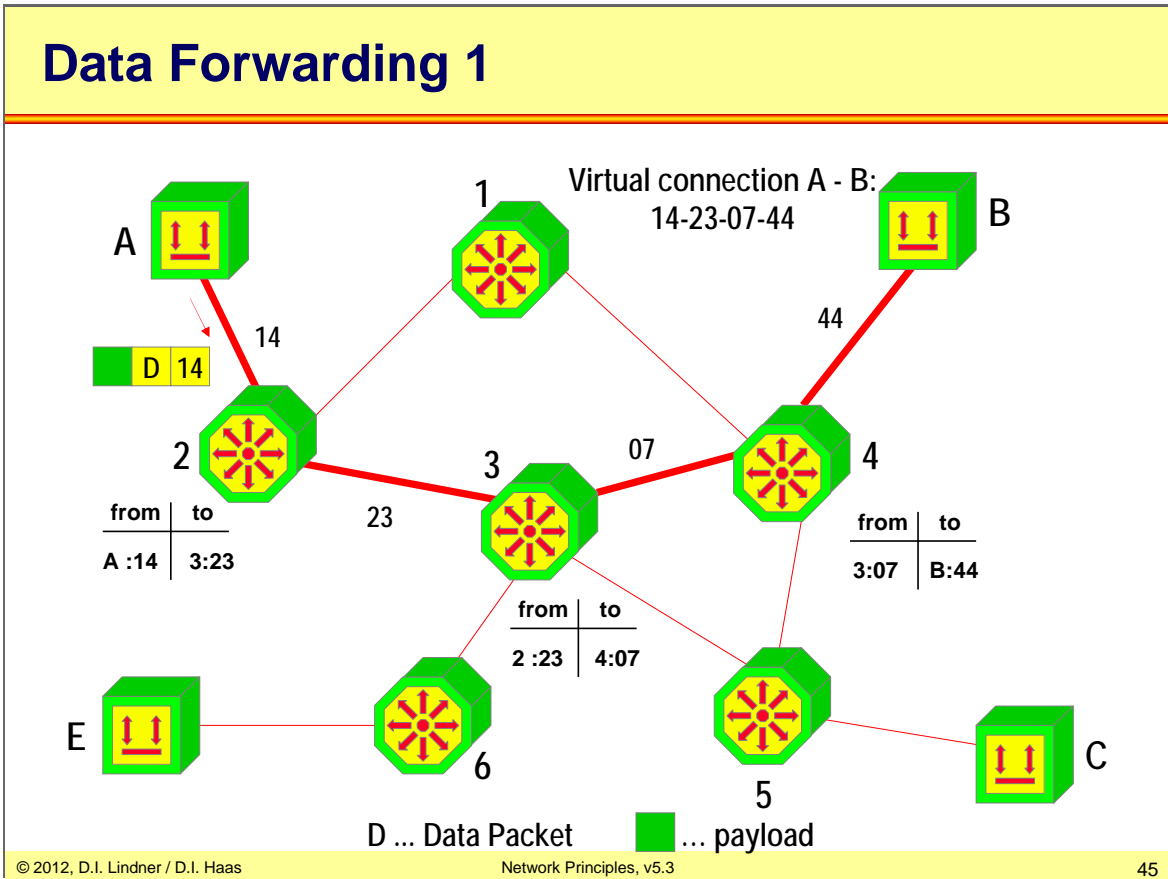 Data Forwarding 1
Virtual connection A - B:
14-23-07-44
A
1
B
14
44
D 14
2
3
07
4
23
from to
A :14 3:23
from to
3:07 B:44
from to
2 :23 4:07
E
6
5
C
D ... Data Packet ... payload
© 2012, D.I. Lindner / D.I. Haas Network Principles, v5.3 45